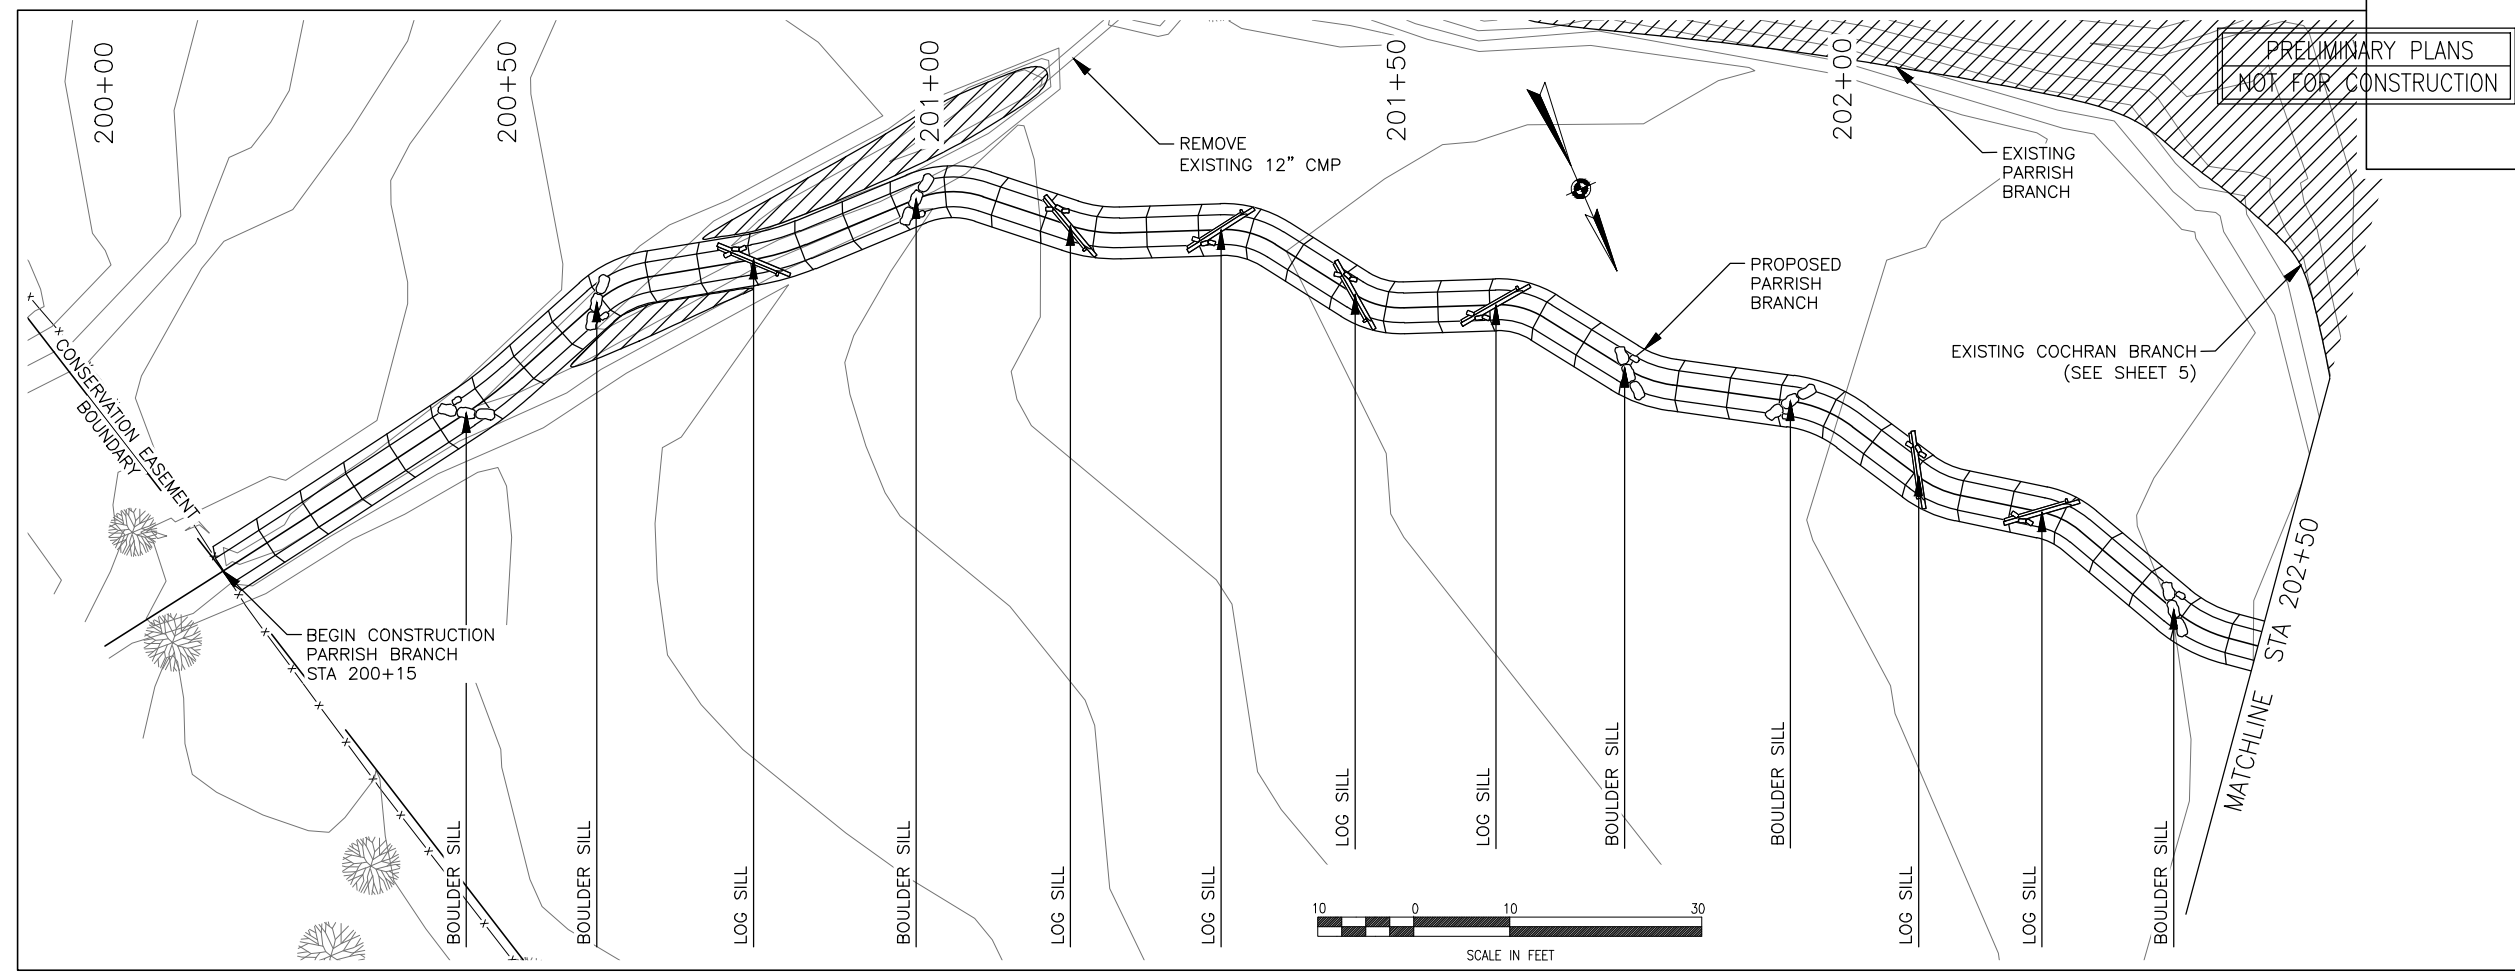 200+00
200+50
201+00
201+50
202+00
PRELIMINARY PLANS
NOT FOR CONSTRUCTION
REMOVE
EXISTING 12" CMP
EXISTING
PARRISH
BRANCH
PROPOSED
PARRISH
BRANCH
EXISTING COCHRAN BRANCH
(SEE SHEET 5)
CONSERVATION EASEMENT
BOUNDARY
BEGIN CONSTRUCTION
PARRISH BRANCH
STA 200+15
MATCHLINE STA 202+50
BOULDER SILL
BOULDER SILL
LOG SILL
BOULDER SILL
LOG SILL
LOG SILL
LOG SILL
LOG SILL
BOULDER SILL
BOULDER SILL
LOG SILL
LOG SILL
BOULDER SILL
10 0 10 30
SCALE IN FEET